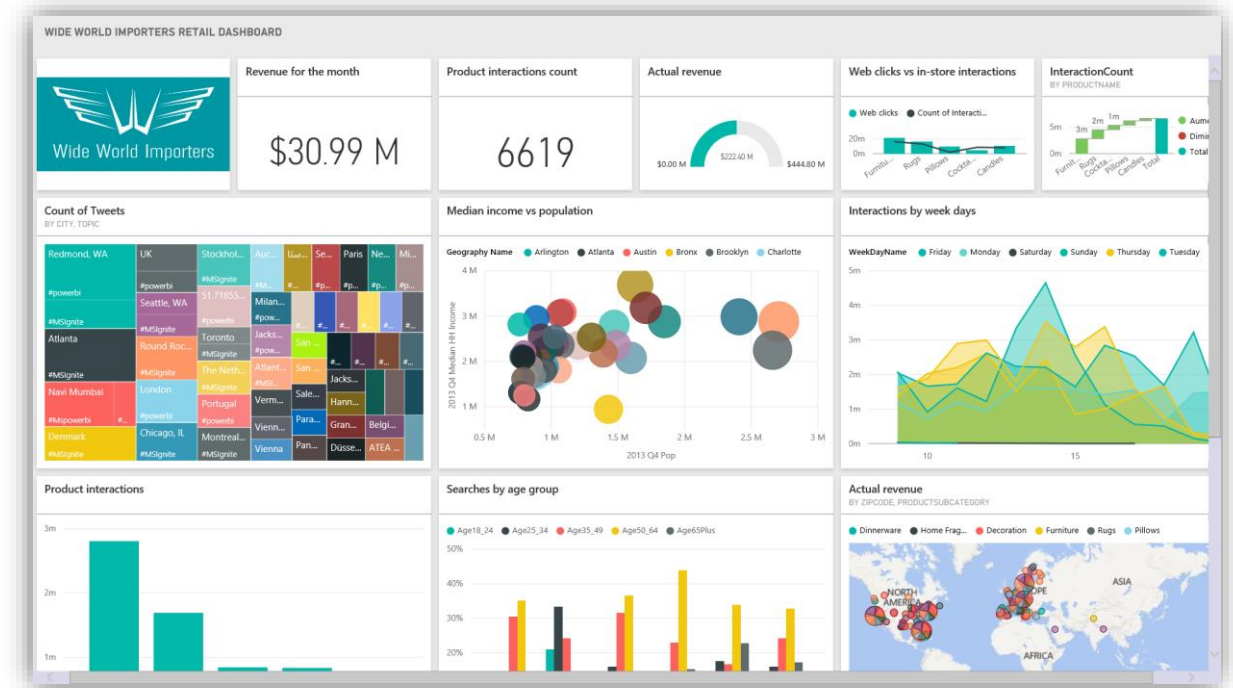 WIDE WORLD IMPORTERS RETAIL DASHBOARD
Wide World Importers
Revenue for the month
$30.99 M
Product interactions count
6619
Actual revenue
$0.00 M
$222.40 M
$444.80 M
Web clicks vs in-store interactions
Web clicks Count of Interacti...
20m
0m
Furnitu... Rugs Pillows Cockta... Candles
InteractionCount
BY PRODUCTNAME
5m
0m
3m 2m 1m
Furnit... Rugs Cockta... Pillows Candles Total
Aume
Dimi
Total
Count of Tweets
BY CITY, TOPIC
Redmond, WA
#powerbi
#MSIgnite
Atlanta
#MSIgnite
Navi Mumbai
#Mspowerbi #...
Denmark
#MSIgnite
UK
#powerbi
Seattle, WA
#MSIgnite
Round Roc...
#MSIgnite
London
#powerbi
Chicago, IL
#MSIgnite
Stockhol...
#MSIgnite
51.71855...
#powerbi
Toronto
#MSIgnite
The Neth...
#MSIgnite
Portugal
#powerbi
Montreal...
#MSIgnite
Auc... Se... Paris Ne... Mi...
#M... #... #... #p... #p... #p...
Milan...
#pow...
Jacks...
#pow...
Atlant...
#MSI...
Verm...
Vienn...
Vienna
San ...
San ...
Sale...
Para...
Pan...
Jacks...
Hann...
Gran... Belgi...
Düsse... ATEA ...
Median income vs population
Geography Name Arlington Atlanta Austin Bronx Brooklyn Charlotte
2013 Q4 Median HH Income
4 M
3 M
2 M
1 M
0.5 M 1 M 1.5 M 2 M 2.5 M 3 M
2013 Q4 Pop
Interactions by week days
WeekDayName Friday Monday Saturday Sunday Thursday Tuesday
5m
4m
3m
2m
1m
0m
10 15
Product interactions
3m
2m
1m
Searches by age group
Age18_24 Age25_34 Age35_49 Age50_64 Age65Plus
50%
40%
30%
20%
Actual revenue
BY ZIPCODE, PRODUCTSUBCATEGORY
Dinnerware Home Frag... Decoration Furniture Rugs Pillows
NORTH
AMERICA
OPE
ASIA
AFRICA